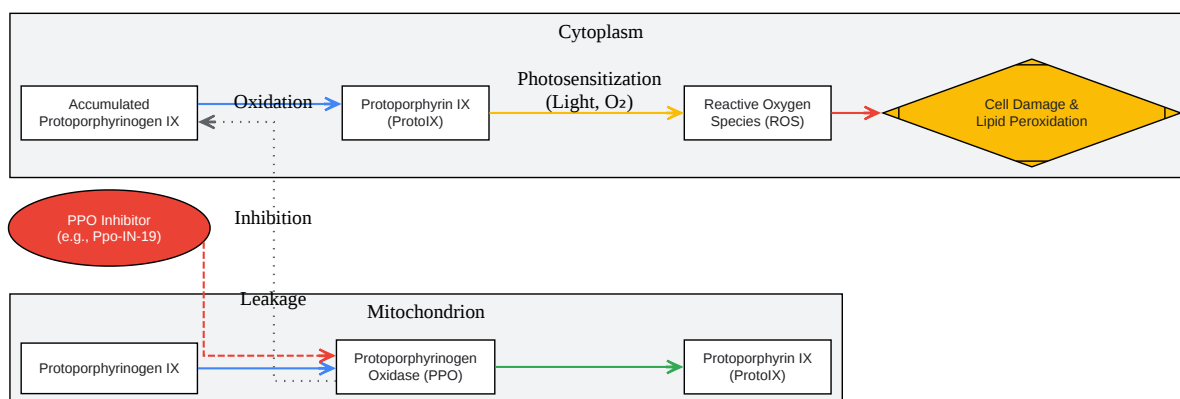 Cytoplasm
Accumulated
Protoporphyrinogen IX
Oxidation
Protoporphyrin IX
(ProtoIX)
Photosensitization
(Light, O₂)
Reactive Oxygen
Species (ROS)
Cell Damage &
Lipid Peroxidation
PPO Inhibitor
(e.g., Ppo-IN-19)
Inhibition
Leakage
Mitochondrion
Protoporphyrinogen IX
Protoporphyrinogen
Oxidase (PPO)
Protoporphyrin IX
(ProtoIX)